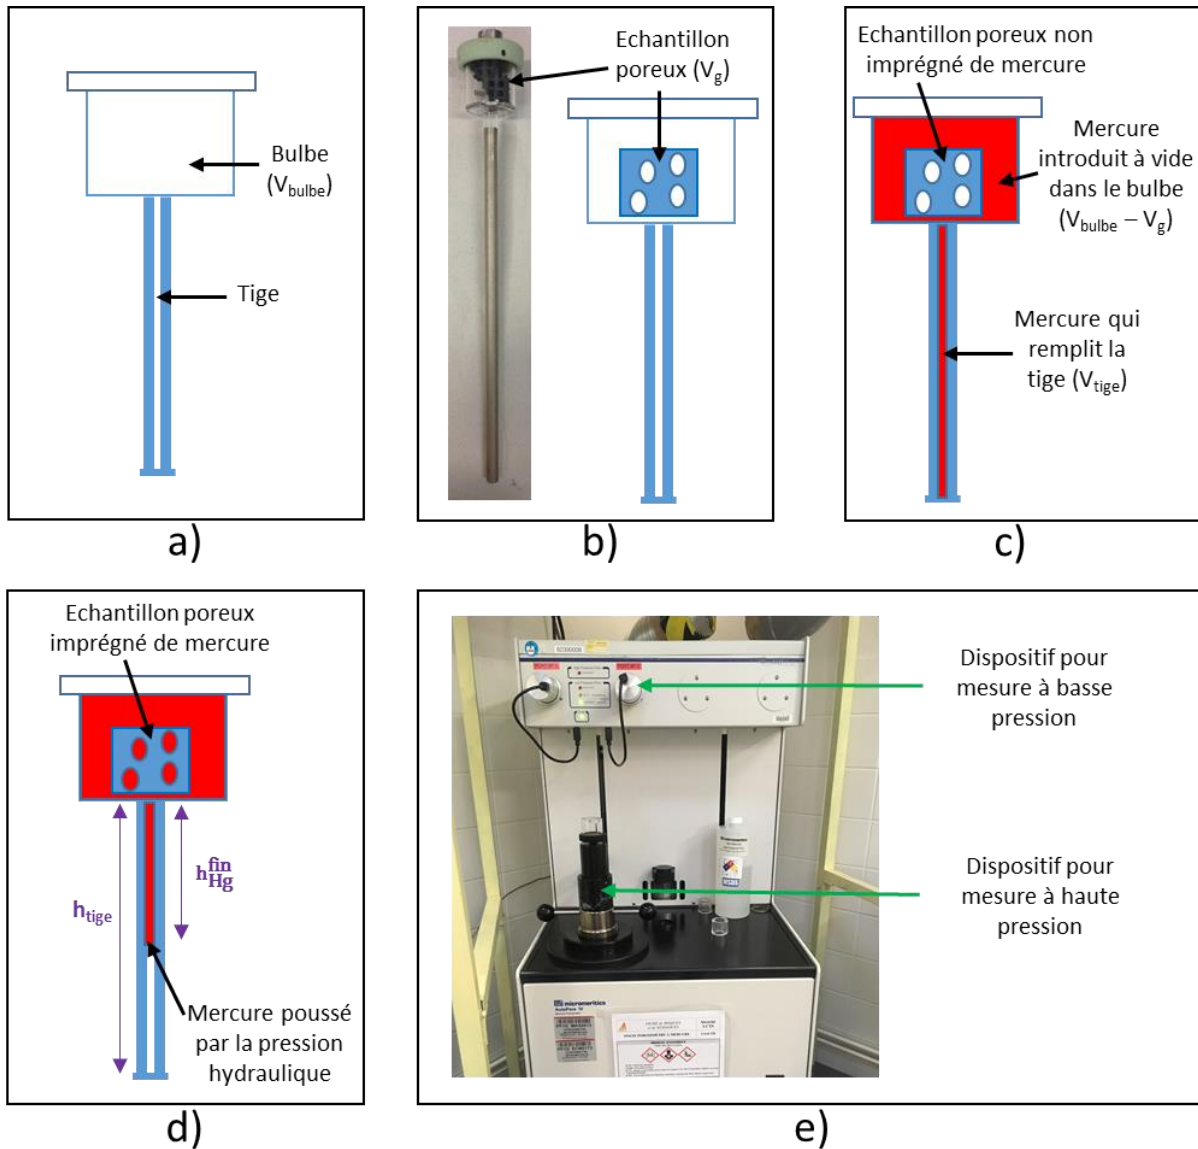 Bulbe
(Vbulbe)
Tige
a)
Echantillon
poreux (Vg)
b)
Echantillon poreux non
imprégné de mercure
Mercure
introduit à vide
dans le bulbe
(Vbulbe – Vg)
Mercure qui
remplit la
tige (Vtige)
c)
Echantillon poreux
imprégné de mercure
htige
hHg fin
Mercure poussé
par la pression
hydraulique
d)
Dispositif pour
mesure à basse
pression
Dispositif pour
mesure à haute
pression
micromeritics
e)